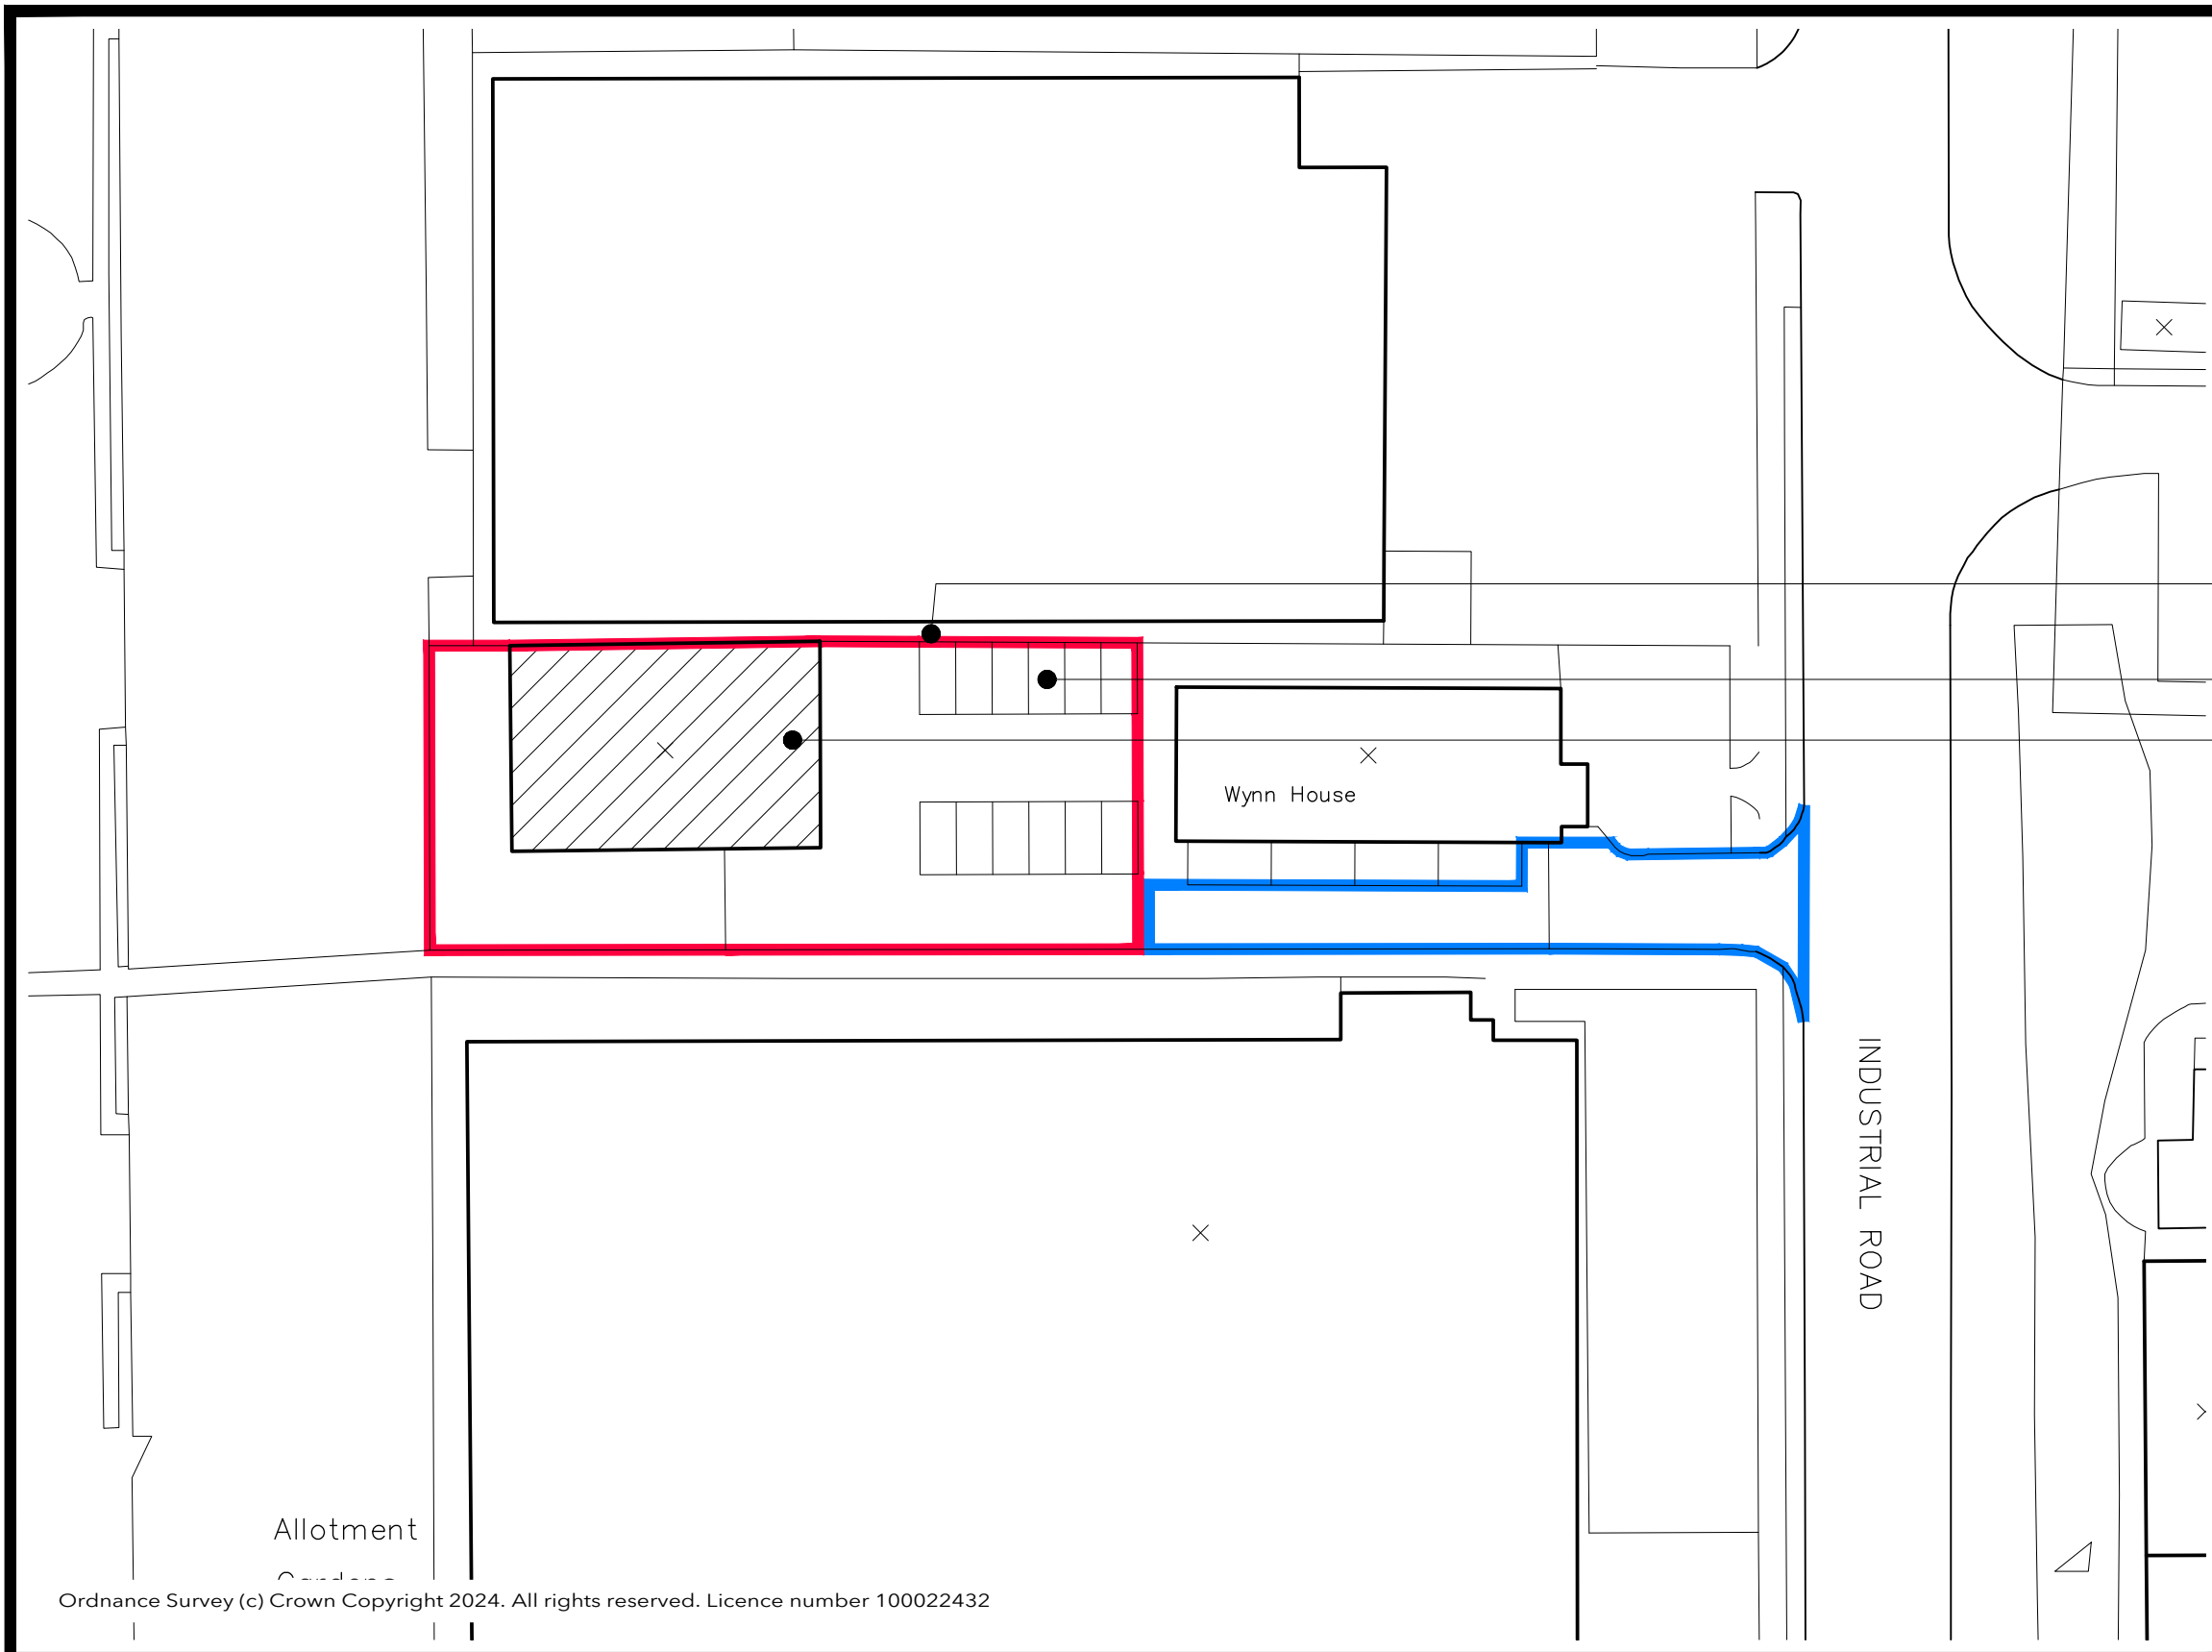 Wynn House
INDUSTRIAL ROAD
Allotment
Ordnance Survey (c) Crown Copyright 2024. All rights reserved. Licence number 100022432